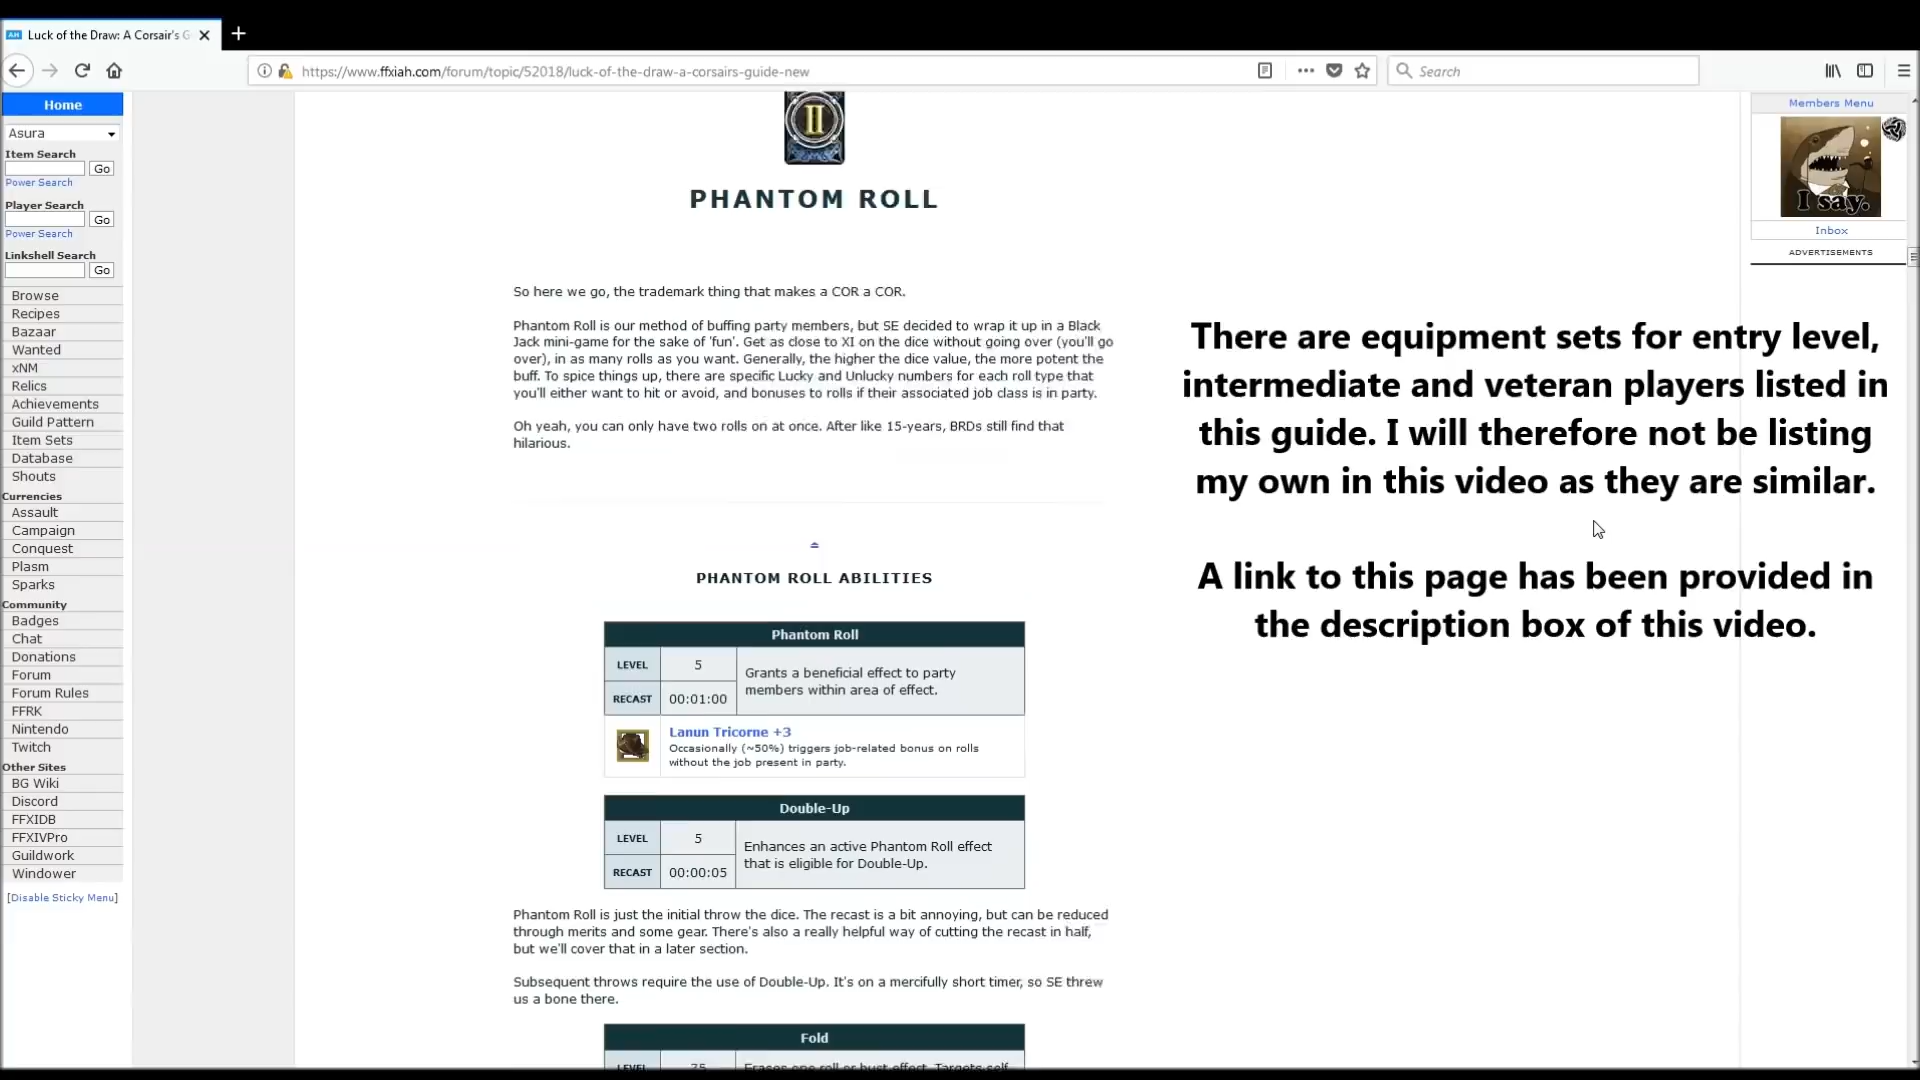 Luck of the Draw: A Corsair's G
https://www.ffxiah.com/forum/topic/52018/luck-of-the-draw-a-corsairs-guide-new
Search
Home
Asura
Item Search
Go
Power Search
Player Search
Go
Power Search
Linkshell Search
Go
Browse
Recipes
Bazaar
Wanted
xNM
Relics
Achievements
Guild Pattern
Item Sets
Database
Shouts
Currencies
Assault
Campaign
Conquest
Plasm
Sparks
Community
Badges
Chat
Donations
Forum
Forum Rules
FFRK
Nintendo
Twitch
Other Sites
BG Wiki
Discord
FFXIDB
FFXIVPro
Guildwork
Windower
[Disable Sticky Menu]
II
PHANTOM ROLL
So here we go, the trademark thing that makes a COR a COR.
Phantom Roll is our method of buffing party members, but SE decided to wrap it up in a Black
Jack mini-game for the sake of 'fun'. Get as close to XI on the dice without going over (you'll go
over), in as many rolls as you want. Generally, the higher the dice value, the more potent the
buff. To spice things up, there are specific Lucky and Unlucky numbers for each roll type that
you'll either want to hit or avoid, and bonuses to rolls if their associated job class is in party.
Oh yeah, you can only have two rolls on at once. After like 15-years, BRDs still find that
hilarious.
PHANTOM ROLL ABILITIES
Phantom Roll
LEVEL 5
RECAST 00:01:00
Grants a beneficial effect to party
members within area of effect.
Lanun Tricorne +3
Occasionally (~50%) triggers job-related bonus on rolls
without the job present in party.
Double-Up
LEVEL 5
RECAST 00:00:05
Enhances an active Phantom Roll effect
that is eligible for Double-Up.
Phantom Roll is just the initial throw the dice. The recast is a bit annoying, but can be reduced
through merits and some gear. There's also a really helpful way of cutting the recast in half,
but we'll cover that in a later section.
Subsequent throws require the use of Double-Up. It's on a mercifully short timer, so SE threw
us a bone there.
Fold
LEVEL 75
Erases one roll or bust effect. Targets self
There are equipment sets for entry level,
intermediate and veteran players listed in
this guide. I will therefore not be listing
my own in this video as they are similar.
A link to this page has been provided in
the description box of this video.
Members Menu
I say.
Inbox
ADVERTISEMENTS